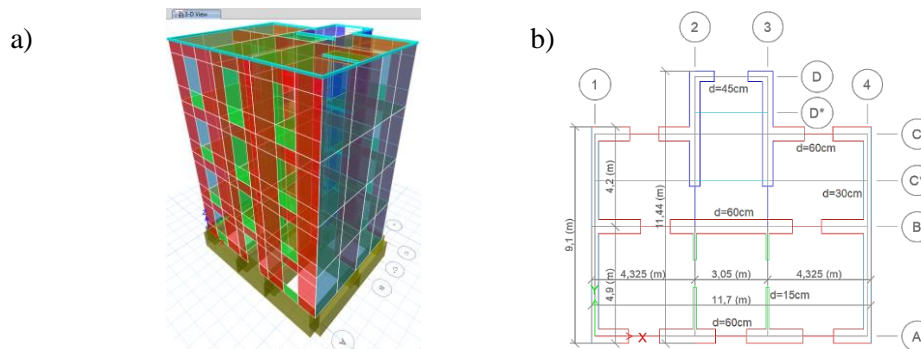 a)
3-D View
b)
2
3
D
d=45cm
1
4
D*
C
d=60cm
4,2 (m)
C'
d=30cm
11,44 (m)
d=60cm
B
9,1 (m)
4,325 (m)
3,05 (m)
4,325 (m)
4,9 (m)
Y
d=15cm
11,7 (m)
d=60cm
X
A